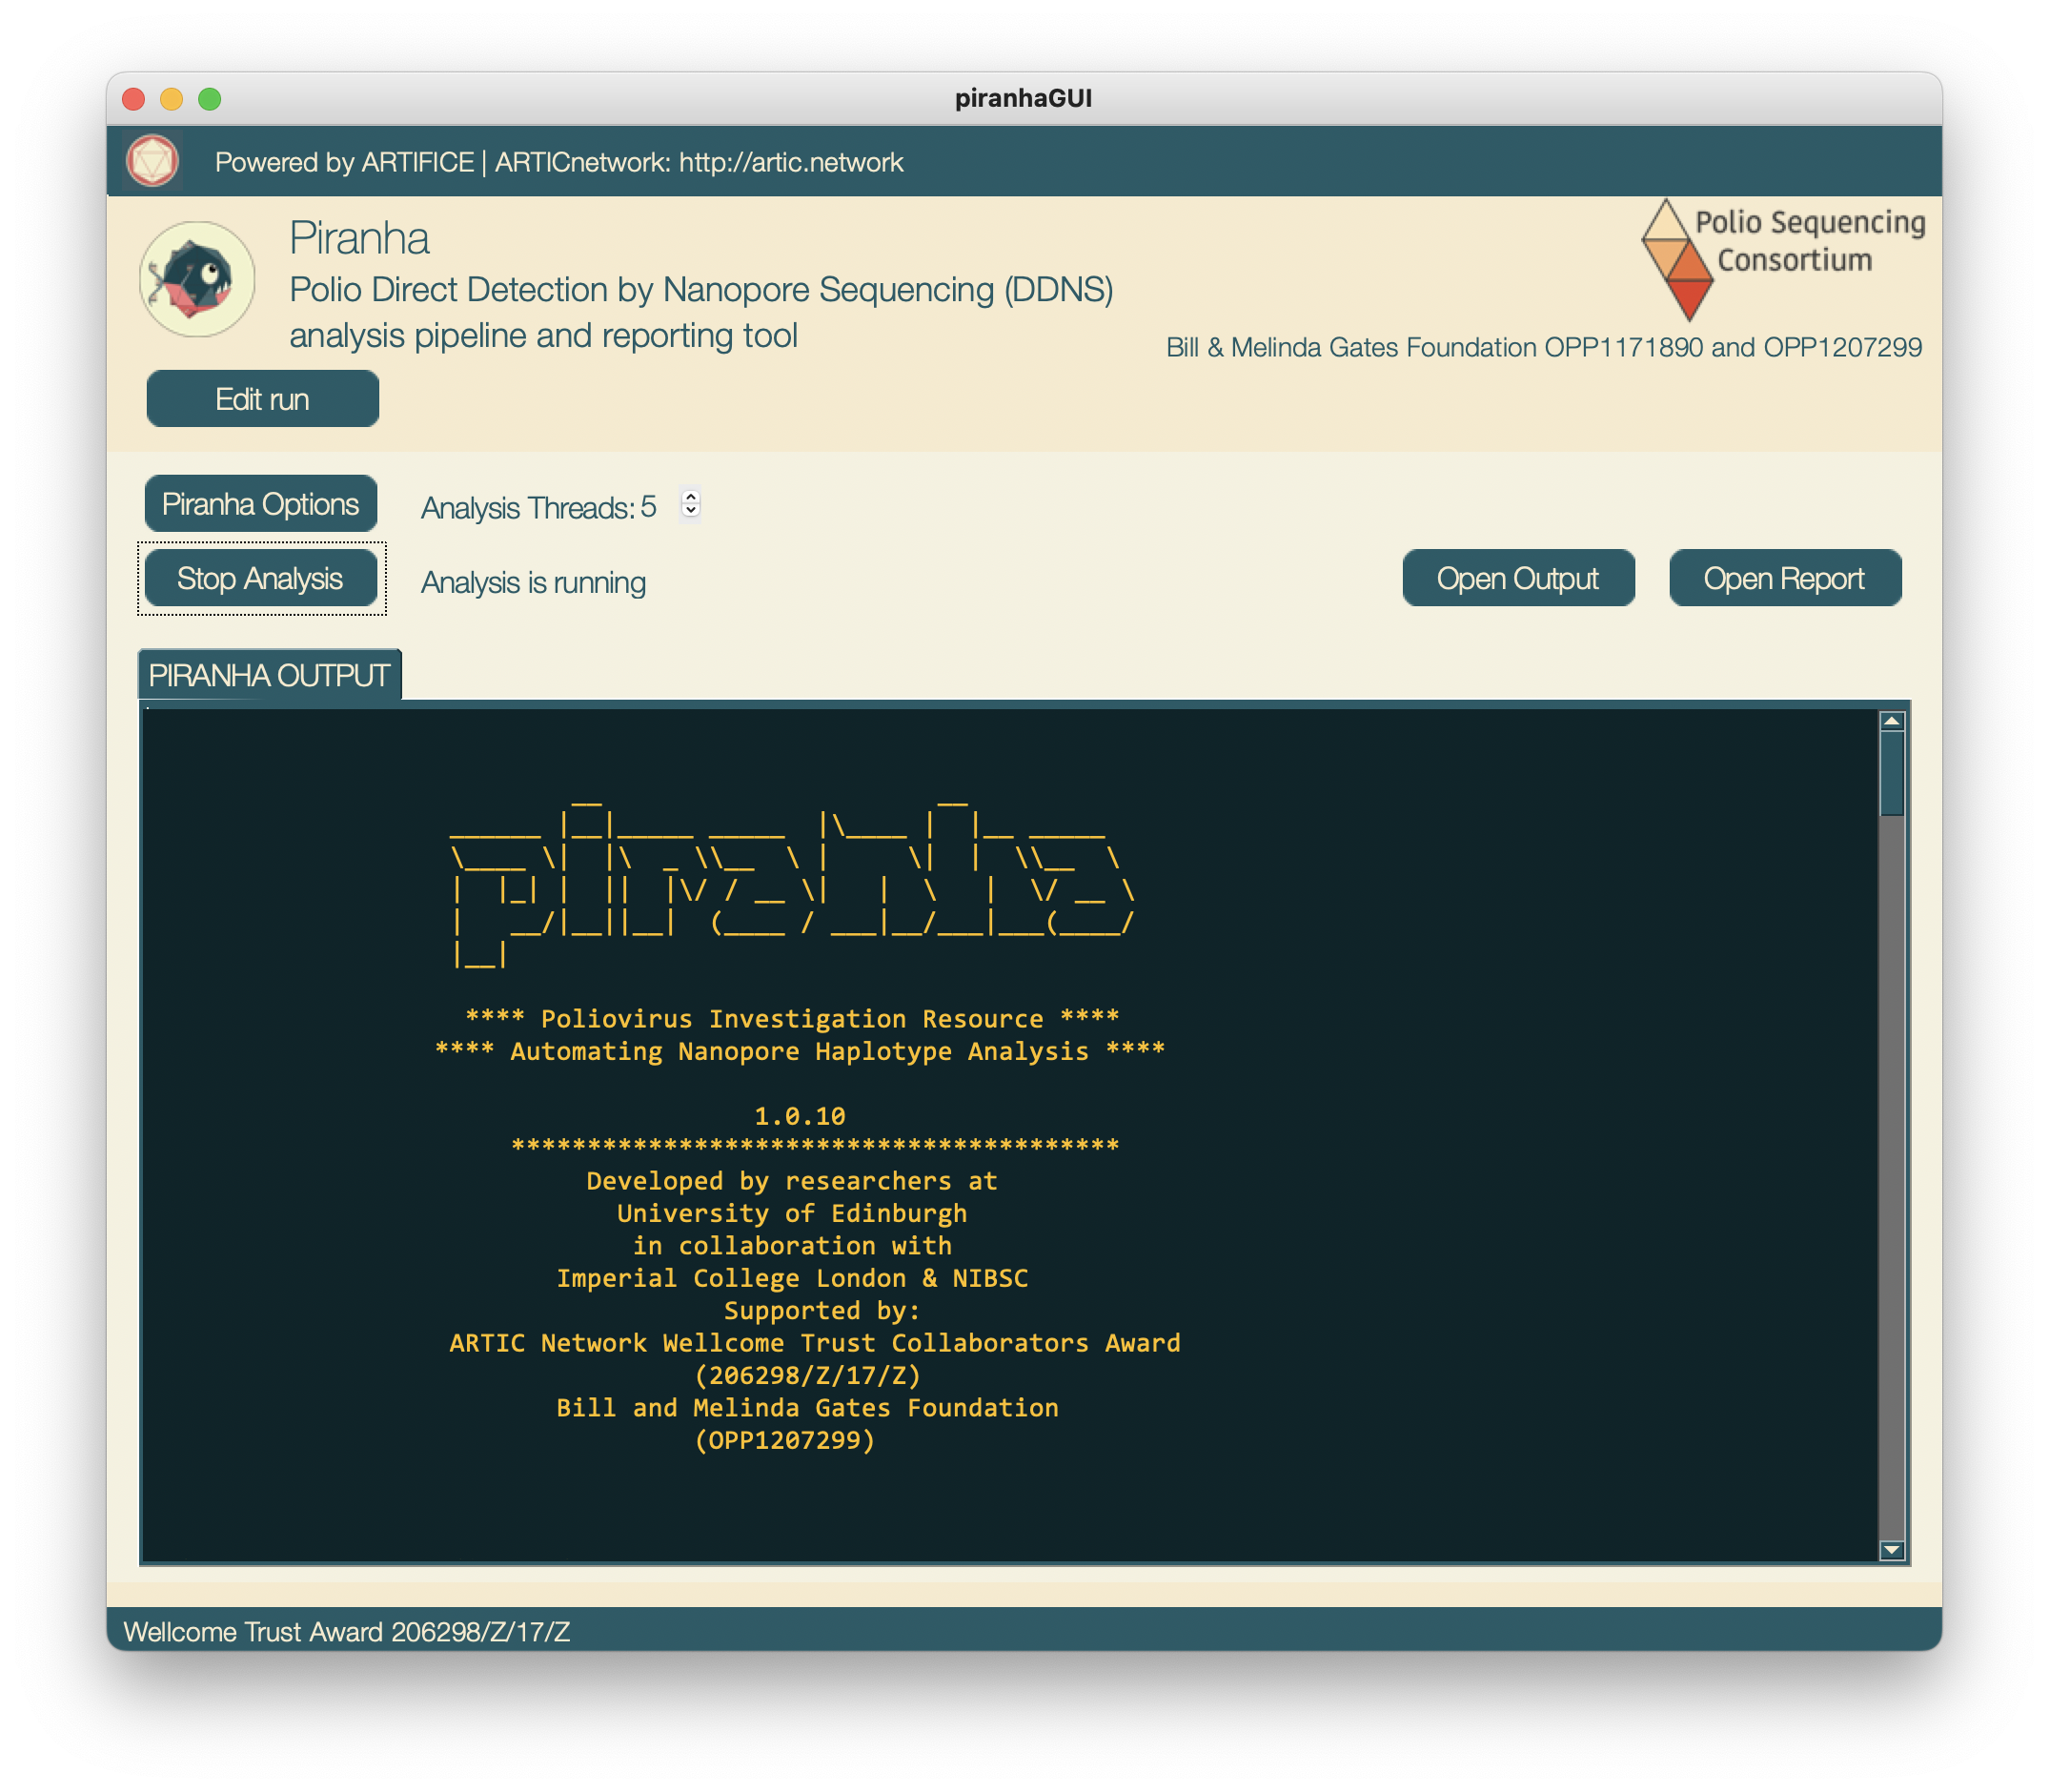 piranhaGUI
Powered by ARTIFICE | ARTICnetwork: http://artic.network
Piranha
Polio Direct Detection by Nanopore Sequencing (DDNS)
analysis pipeline and reporting tool
Polio Sequencing
Consortium
Bill & Melinda Gates Foundation OPP1171890 and OPP1207299
Edit run
Piranha Options
Analysis Threads: 5
Stop Analysis
Analysis is running
Open Output
Open Report
PIRANHA OUTPUT
piranha
**** Poliovirus Investigation Resource ****
**** Automating Nanopore Haplotype Analysis ****
1.0.10
****************************************
Developed by researchers at
University of Edinburgh
in collaboration with
Imperial College London & NIBSC
Supported by:
ARTIC Network Wellcome Trust Collaborators Award
(206298/Z/17/Z)
Bill and Melinda Gates Foundation
(OPP1207299)
Wellcome Trust Award 206298/Z/17/Z